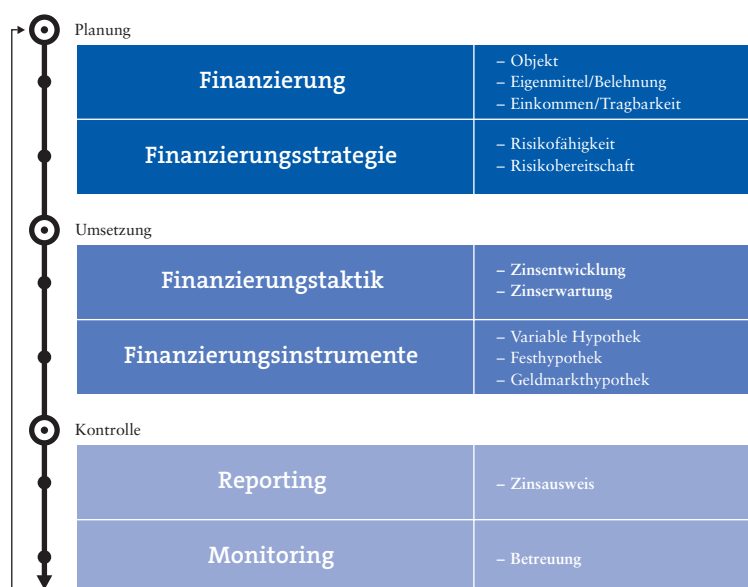 Planung
Finanzierung
– Objekt
– Eigenmittel/Belehnung
– Einkommen/Tragbarkeit
Finanzierungsstrategie
– Risikofähigkeit
– Risikobereitschaft
Umsetzung
Finanzierungstaktik
– Zinsentwicklung
– Zinserwartung
Finanzierungsinstrumente
– Variable Hypothek
– Festhypothek
– Geldmarkthypothek
Kontrolle
Reporting
– Zinsausweis
Monitoring
– Betreuung